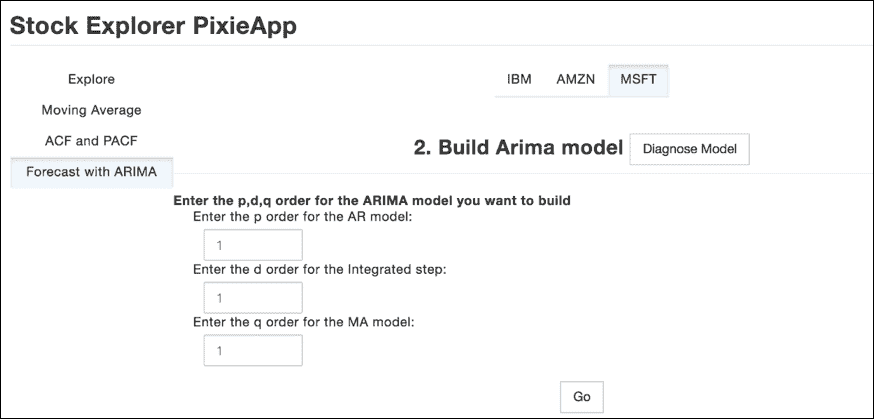 Stock Explorer PixieApp
Explore
Moving Average
ACF and PACF
Forecast with ARIMA
IBM AMZN MSFT
2. Build Arima model Diagnose Model
Enter the p,d,q order for the ARIMA model you want to build
Enter the p order for the AR model:
1
Enter the d order for the Integrated step:
1
Enter the q order for the MA model:
1
Go